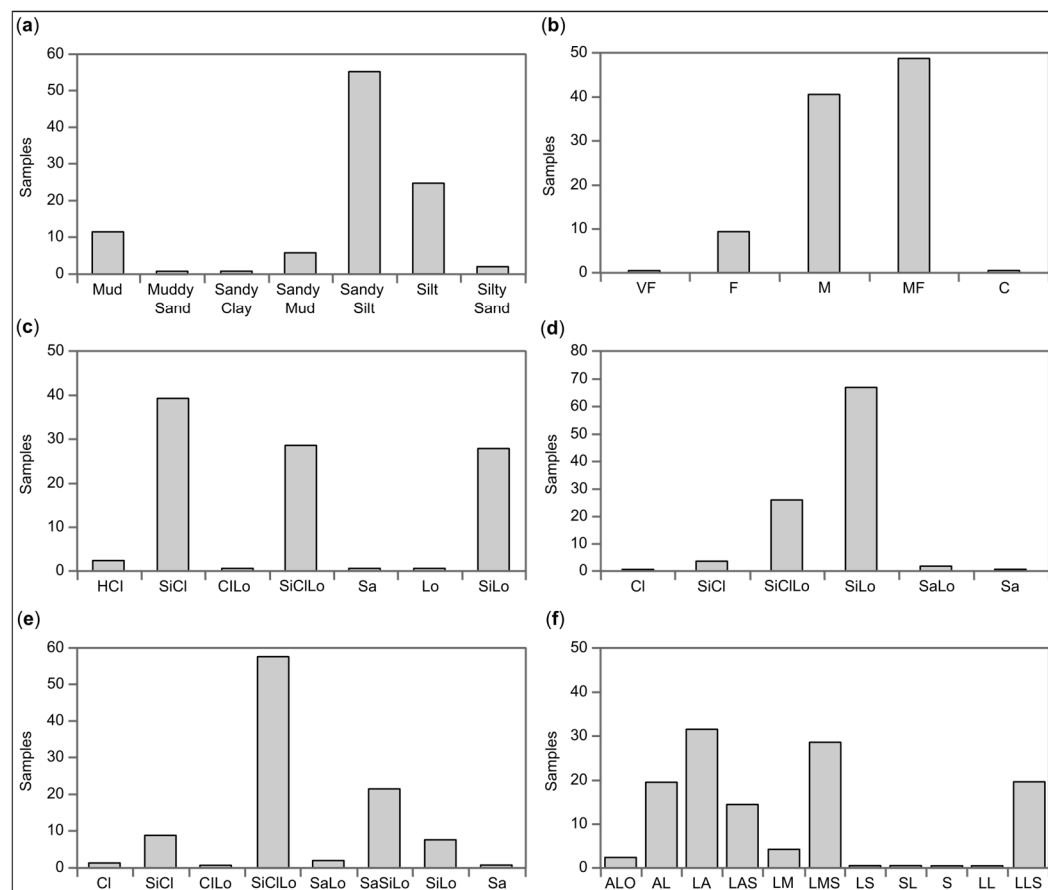 (a)
60
50
40
30
20
10
0
Samples
Mud Muddy Sandy Sandy Sandy Silt Silty
Sand Clay Mud Silt Sand
(b)
50
40
30
20
10
0
Samples
VF F M MF C
(c)
50
40
30
20
10
0
Samples
HCl SiCl ClLo SiClLo Sa Lo SiLo
(d)
80
70
60
50
40
30
20
10
0
Samples
Cl SiCl SiClLo SiLo SaLo Sa
(e)
60
50
40
30
20
10
0
Samples
Cl SiCl ClLo SiClLo SaLo SaSiLo SiLo Sa
(f)
50
40
30
20
10
0
Samples
ALO AL LA LAS LM LMS LS SL S LL LLS